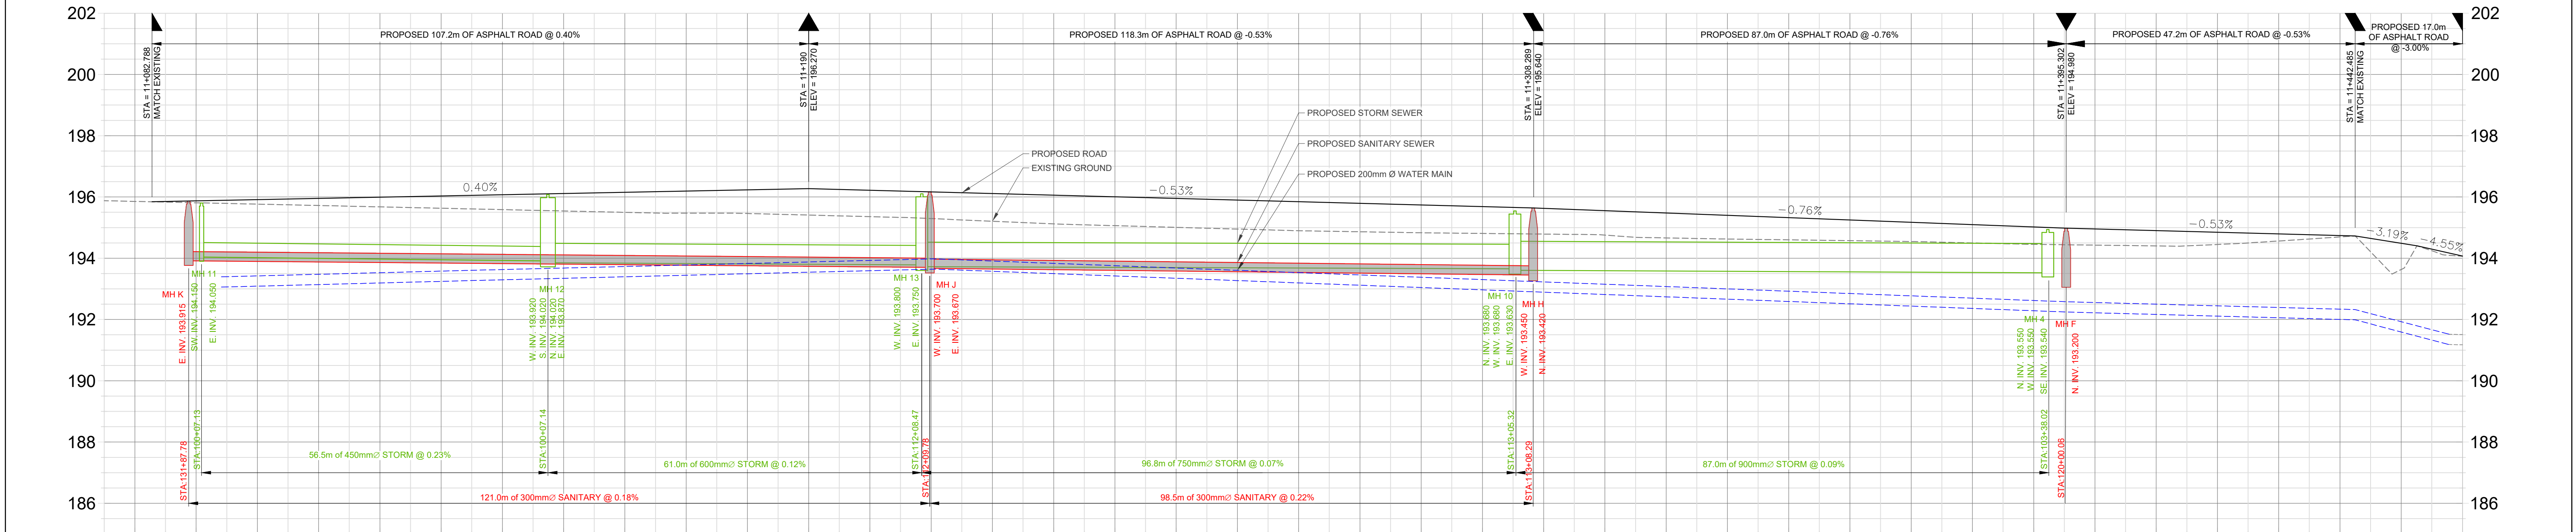 202
202
PROPOSED 107.2m OF ASPHALT ROAD @ 0.40%
PROPOSED 118.3m OF ASPHALT ROAD @ -0.53%
PROPOSED 87.0m OF ASPHALT ROAD @ -0.76%
PROPOSED 47.2m OF ASPHALT ROAD @ -0.53%
PROPOSED 17.0m
OF ASPHALT ROAD
@ -3.00%
STA = 11+082.788
MATCH EXISTING
STA = 11+190
ELEV = 196.270
STA = 11+308.289
ELEV = 195.640
STA = 11+395.302
ELEV = 194.980
STA = 11+442.485
MATCH EXISTING
200
200
198
198
PROPOSED STORM SEWER
PROPOSED SANITARY SEWER
PROPOSED 200mm Ø WATER MAIN
PROPOSED ROAD
EXISTING GROUND
196
196
0.40%
-0.53%
-0.76%
-0.53%
-3.19%
-4.55%
194
194
MH K
E. INV. 193.915
MH 11
SW. INV. 194.150
E. INV. 194.050
MH 12
W. INV. 193.920
S. INV. 194.020
N. INV. 194.020
E. INV. 193.870
MH 13
W. INV. 193.800
E. INV. 193.750
MH J
W. INV. 193.700
E. INV. 193.670
MH 10
N. INV. 193.680
W. INV. 193.680
E. INV. 193.630
MH H
W. INV. 193.450
N. INV. 193.420
MH 4
N. INV. 193.550
W. INV. 193.550
SE. INV. 193.540
MH F
N. INV. 193.200
192
192
190
190
188
188
STA:131+87.78
STA:100+07.13
STA:100+07.14
STA:112+08.47
STA:112+09.78
STA:113+05.32
STA:113+08.29
STA:103+38.02
STA:120+00.06
56.5m of 450mmØ STORM @ 0.23%
61.0m of 600mmØ STORM @ 0.12%
96.8m of 750mmØ STORM @ 0.07%
87.0m of 900mmØ STORM @ 0.09%
121.0m of 300mmØ SANITARY @ 0.18%
98.5m of 300mmØ SANITARY @ 0.22%
186
186